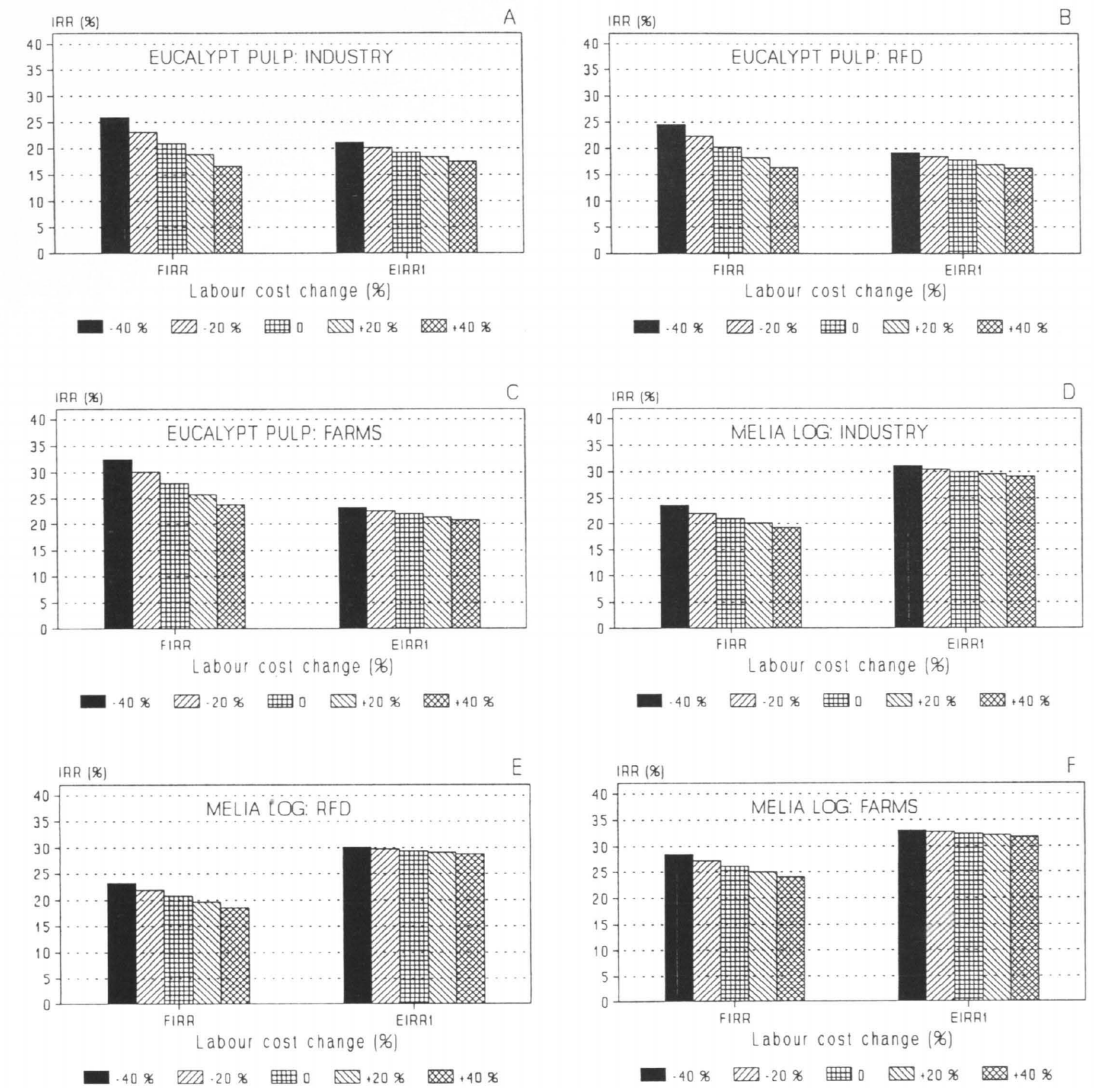 IRR (%)
A
40
35
30
25
20
15
10
5
0
EUCALYPT PULP: INDUSTRY
FIRR
EIRR1
Labour cost change (%)
-40 % -20 % 0 +20 % +40 %
IRR (%)
B
40
35
30
25
20
15
10
5
0
EUCALYPT PULP: RFD
FIRR
EIRR1
Labour cost change (%)
-40 % -20 % 0 +20 % +40 %
IRR (%)
C
40
35
30
25
20
15
10
5
0
EUCALYPT PULP: FARMS
FIRR
EIRR1
Labour cost change (%)
-40 % -20 % 0 +20 % +40 %
IRR (%)
D
40
35
30
25
20
15
10
5
0
MELIA LOG: INDUSTRY
FIRR
EIRR1
Labour cost change (%)
-40 % -20 % 0 +20 % +40 %
IRR (%)
E
40
35
30
25
20
15
10
5
0
MELIA LOG: RFD
FIRR
EIRR1
Labour cost change (%)
-40 % -20 % 0 +20 % +40 %
IRR (%)
F
40
35
30
25
20
15
10
5
0
MELIA LOG: FARMS
FIRR
EIRR1
Labour cost change (%)
-40 % -20 % 0 +20 % +40 %